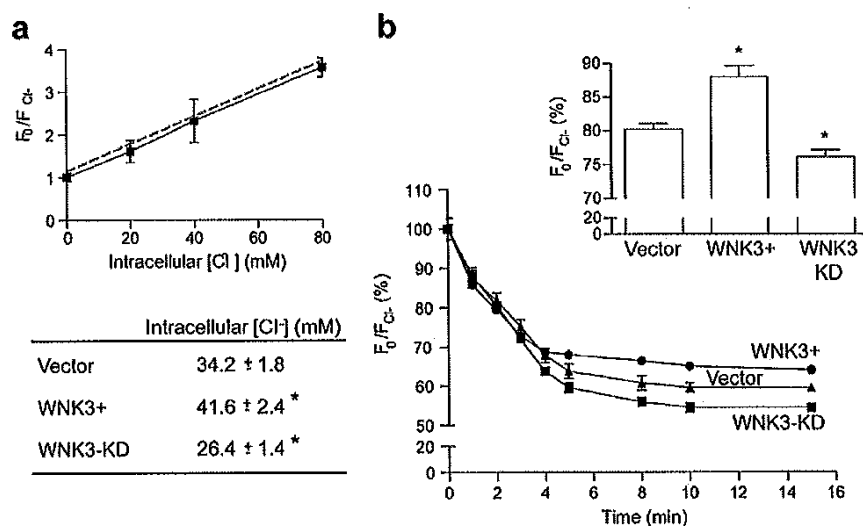 a
4
3
2
1
0
F0/FCl-
0 20 40 60 80
Intracellular [Cl ] (mM)
Intracellular [Cl-] (mM)
Vector 34.2 ± 1.8
WNK3+ 41.6 ± 2.4 *
WNK3-KD 26.4 ± 1.4 *
b
90
85
80
75
70
20
0
F0/FCl- (%)
*
*
Vector WNK3+ WNK3
KD
110
100
90
80
70
60
50
20
0
F0/FCl- (%)
WNK3+
Vector
WNK3-KD
0 2 4 6 8 10 12 14 16
Time (min)